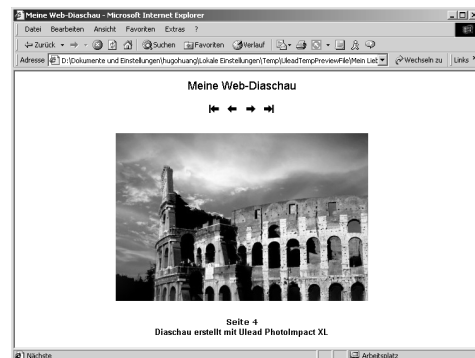 Meine Web-Diaschau - Microsoft Internet Explorer
Datei Bearbeiten Ansicht Favoriten Extras ?
Zurück Suchen Favoriten Verlauf
Adresse D:\Dokumente und Einstellungen\hugohuang\Lokale Einstellungen\Temp\UleadTempPreviewFile\Mein Liet Wechseln zu Links »
Meine Web-Diaschau
Seite 4
Diaschau erstellt mit Ulead PhotoImpact XL
Nächste Arbeitsplatz